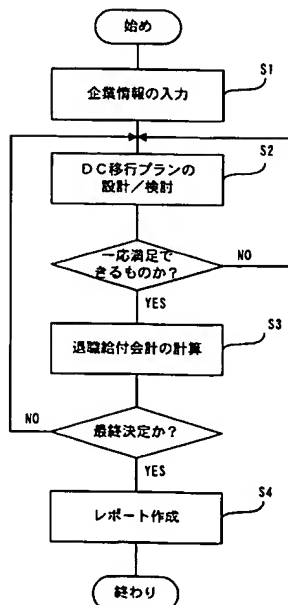 始め
S1
企業情報の入力
S2
DC移行プランの
設計／検討
一応満足で
きるものか？
NO
YES
S3
退職給付会計の計算
NO
最終決定か？
YES
S4
レポート作成
終わり